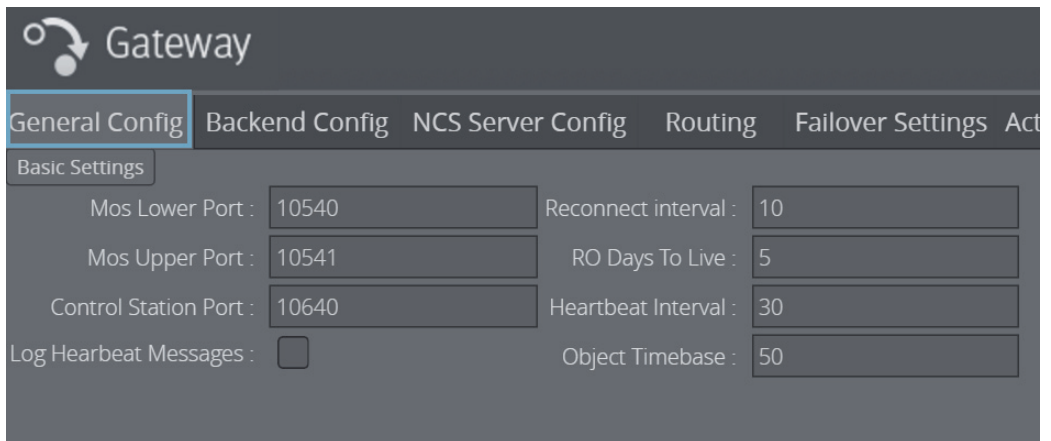 Gateway
General Config Backend Config NCS Server Config Routing Failover Settings Act
Basic Settings
Mos Lower Port : 10540 Reconnect interval : 10
Mos Upper Port : 10541 RO Days To Live : 5
Control Station Port : 10640 Heartbeat Interval : 30
Log Hearbeat Messages : Object Timebase : 50